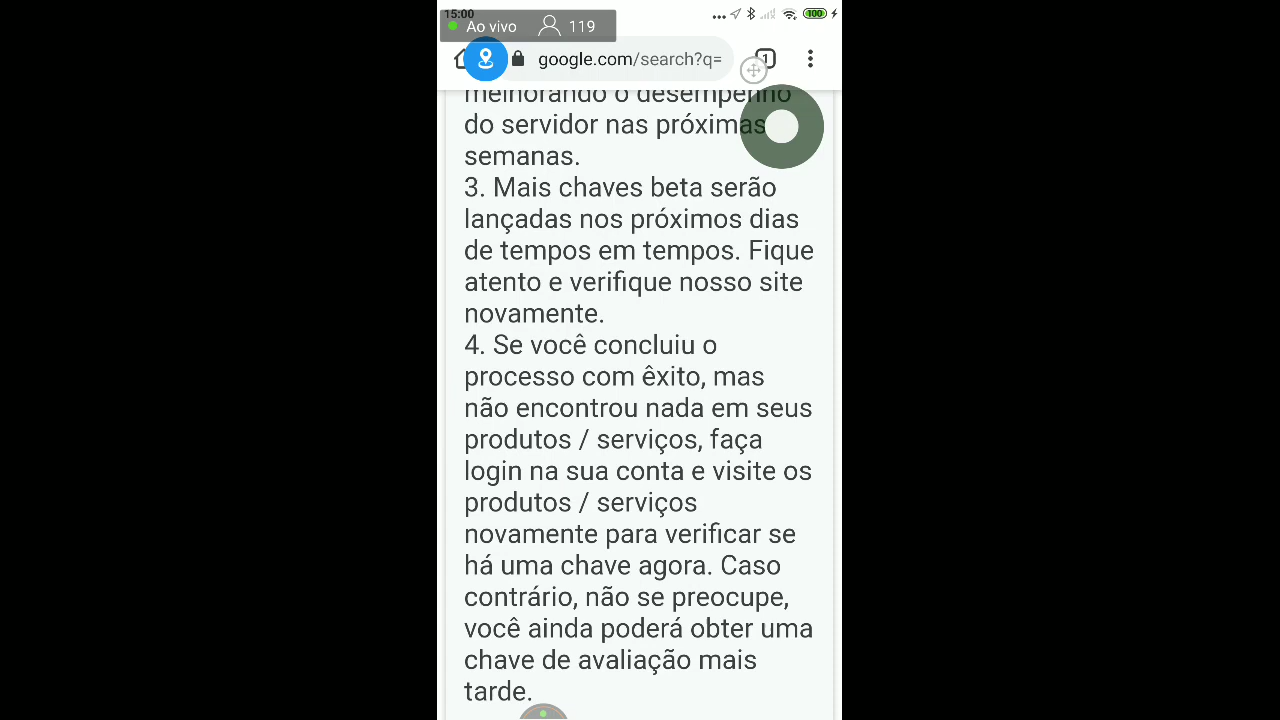 15:00
100
Ao vivo 119
google.com/search?q=
1
melhorando o desempenho
do servidor nas próximas
semanas.
3. Mais chaves beta serão
lançadas nos próximos dias
de tempos em tempos. Fique
atento e verifique nosso site
novamente.
4. Se você concluiu o
processo com êxito, mas
não encontrou nada em seus
produtos / serviços, faça
login na sua conta e visite os
produtos / serviços
novamente para verificar se
há uma chave agora. Caso
contrário, não se preocupe,
você ainda poderá obter uma
chave de avaliação mais
tarde.